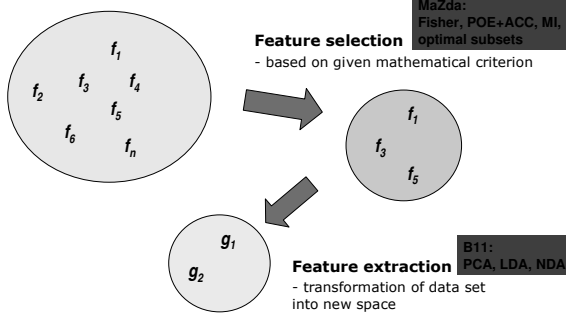 MaZda:
Fisher, POE+ACC, MI,
optimal subsets
Feature selection
- based on given mathematical criterion
f1
f2 f3 f4
f5
f6 fn
f1
f3
f5
g1
g2
B11:
PCA, LDA, NDA
Feature extraction
- transformation of data set
into new space